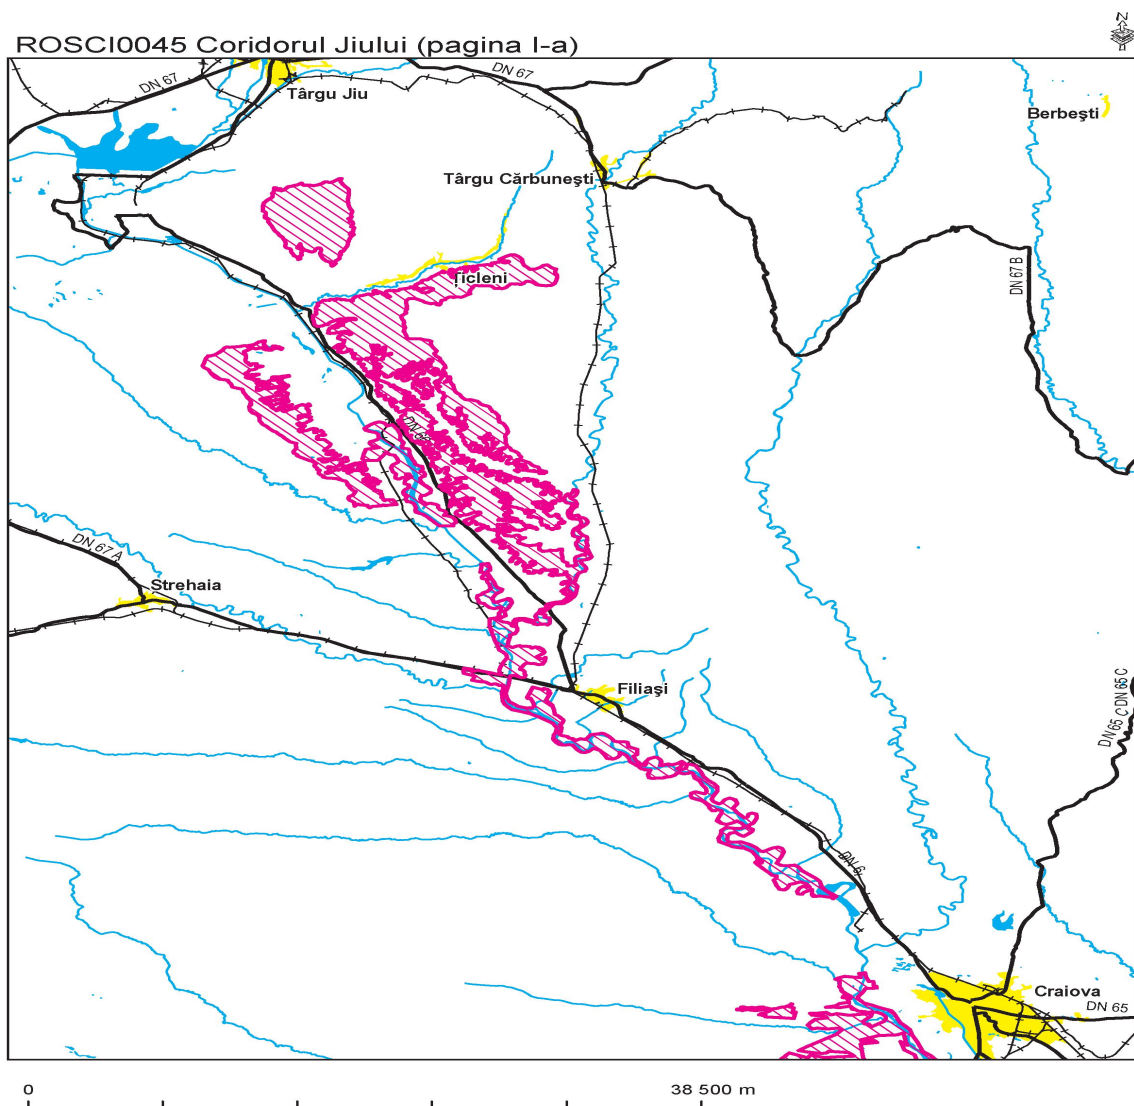 N
ROSCI0045 Coridorul Jiului (pagina I-a)
DN 67
DN 67
Târgu Jiu
Berbeşti
Târgu Cărbuneşti
Ţicleni
DN 67 B
DN 67 A
Strehaia
Filiaşi
DN 65 C
DN 65 C
DN 6
Craiova
DN 65
0
38 500 m